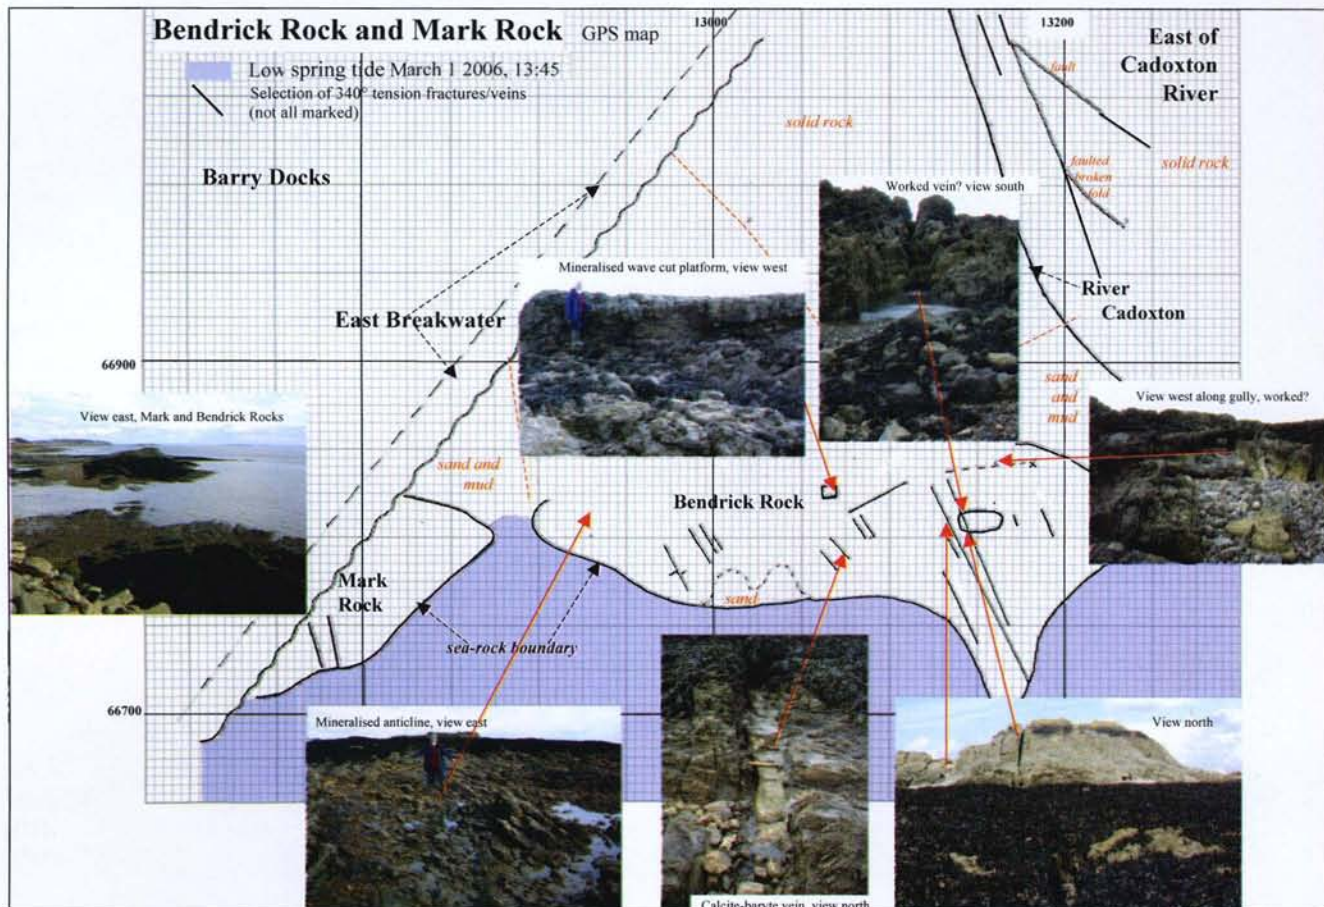 Bendrick Rock and Mark Rock GPS map
Low spring tide March 1 2006, 13:45
Selection of 340° tension fractures/veins
(not all marked)
13000
13200
East of
Cadoxton
River
fault
solid rock
solid rock
faulted
broken
fold
Barry Docks
Worked vein? view south
Mineralised wave cut platform, view west
East Breakwater
River
Cadoxton
66900
sand
and
mud
View east, Mark and Bendrick Rocks
View west along gully, worked?
sand and
mud
Bendrick Rock
Mark
Rock
sand
sea-rock boundary
66700
Mineralised anticline, view east
View north
Calcite-baryte vein, view north